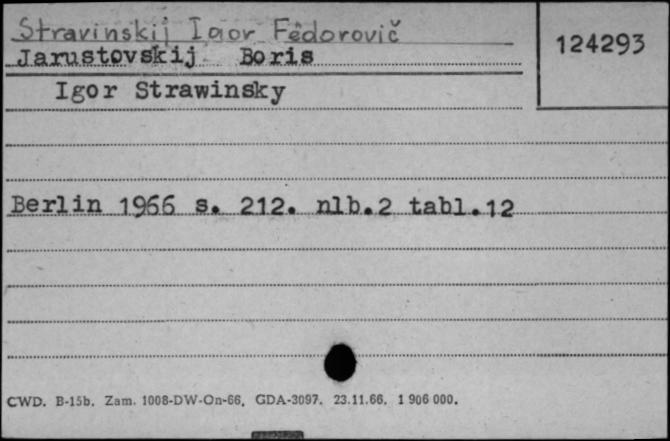 Stravinskij Igor Fëdorovič
124293
Jarustovskij Boris
Igor Strawinsky
Berlin 1966 s. 212. nlb.2 tabl.12
CWD. B-15b. Zam. 1008-DW-On-66. GDA-3097. 23.11.66. 1 906 000.